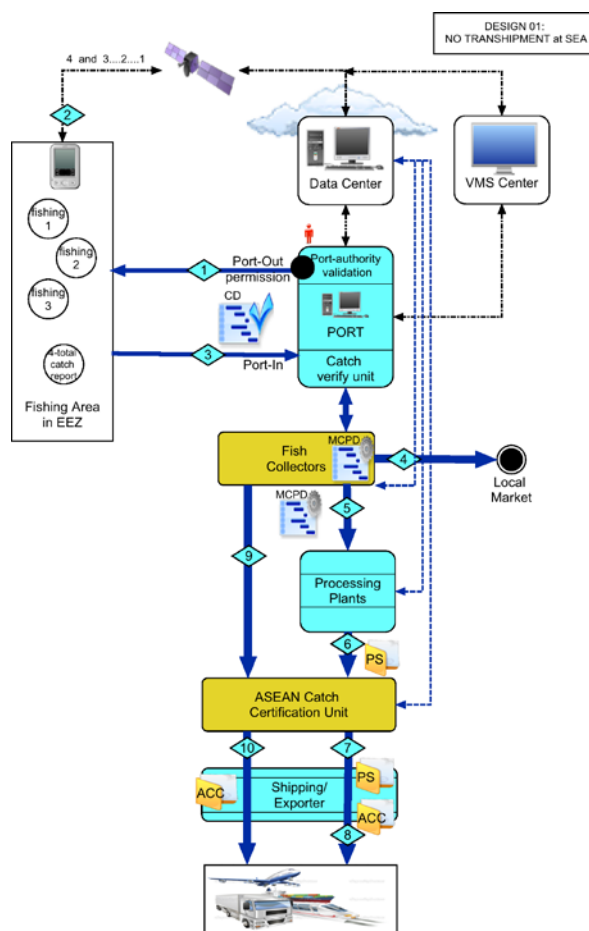 DESIGN 01:
NO TRANSHIPMENT at SEA
4 and 3....2....1
2
Data Center
VMS Center
fishing
1
fishing
2
fishing
3
4-total
catch
report
Fishing Area
in EEZ
1
Port-Out
permission
CD
3
Port-In
Port-authority
validation
PORT
Catch
verify unit
Fish
Collectors
MCPD
4
Local
Market
MCPD
5
9
Processing
Plants
6
PS
ASEAN Catch
Certification Unit
10
7
PS
ACC
Shipping/
Exporter
ACC
8